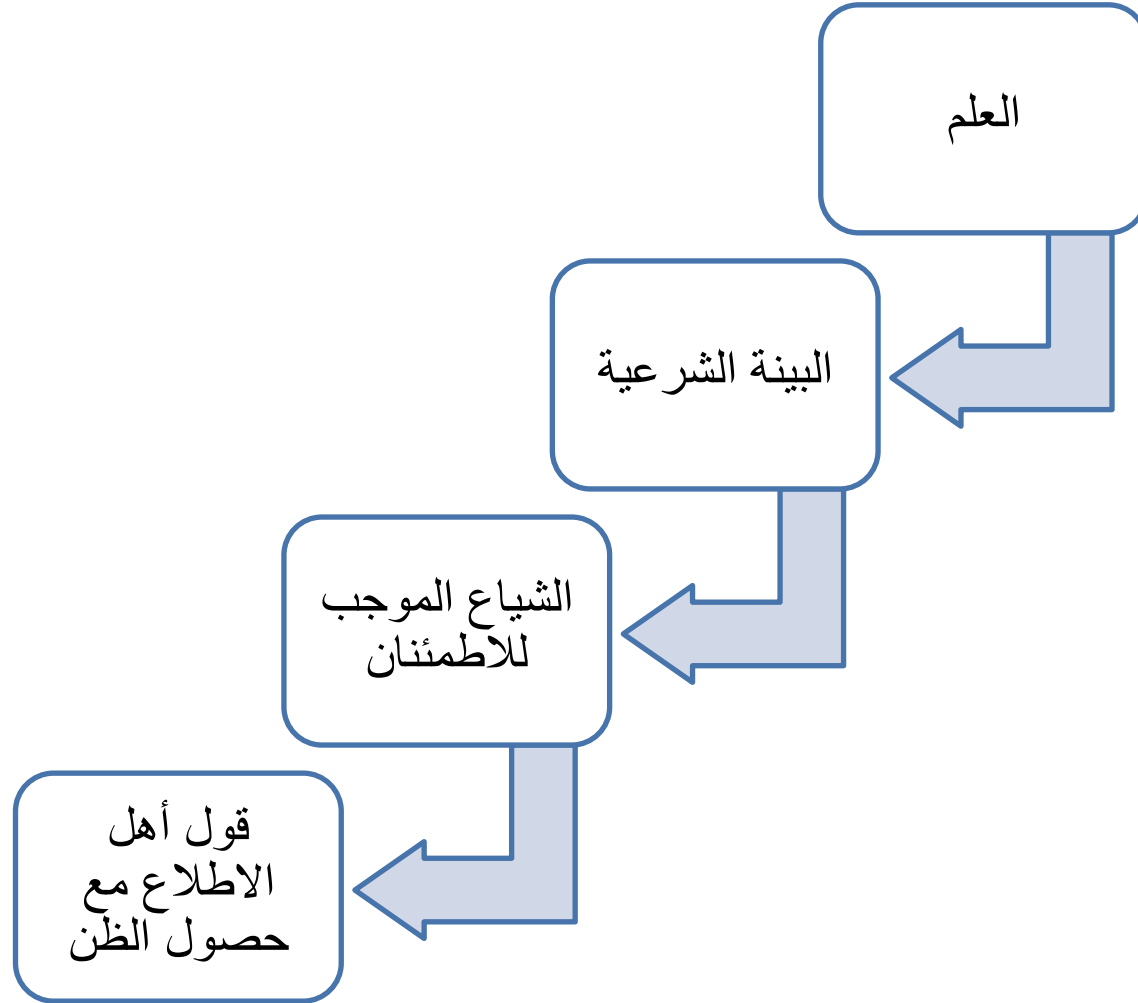 العلم
البينة الشرعية
الشياع الموجب
للاطمئنان
قول أهل
الاطلاع مع
حصول الظن